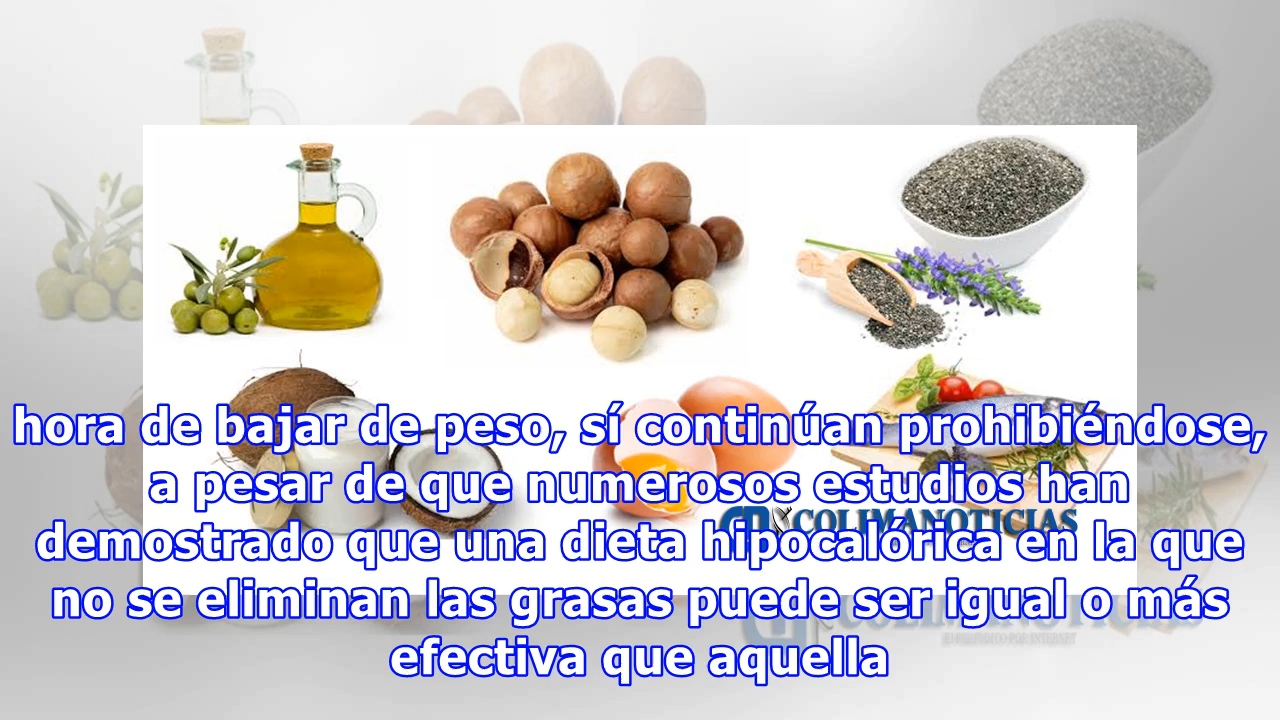 hora de bajar de peso, sí continúan prohibiéndose,
a pesar de que numerosos estudios han
COLIMANOTICIAS
demostrado que una dieta hipocalórica en la que
no se eliminan las grasas puede ser igual o más
COLIMANOTICIAS
efectiva que aquella